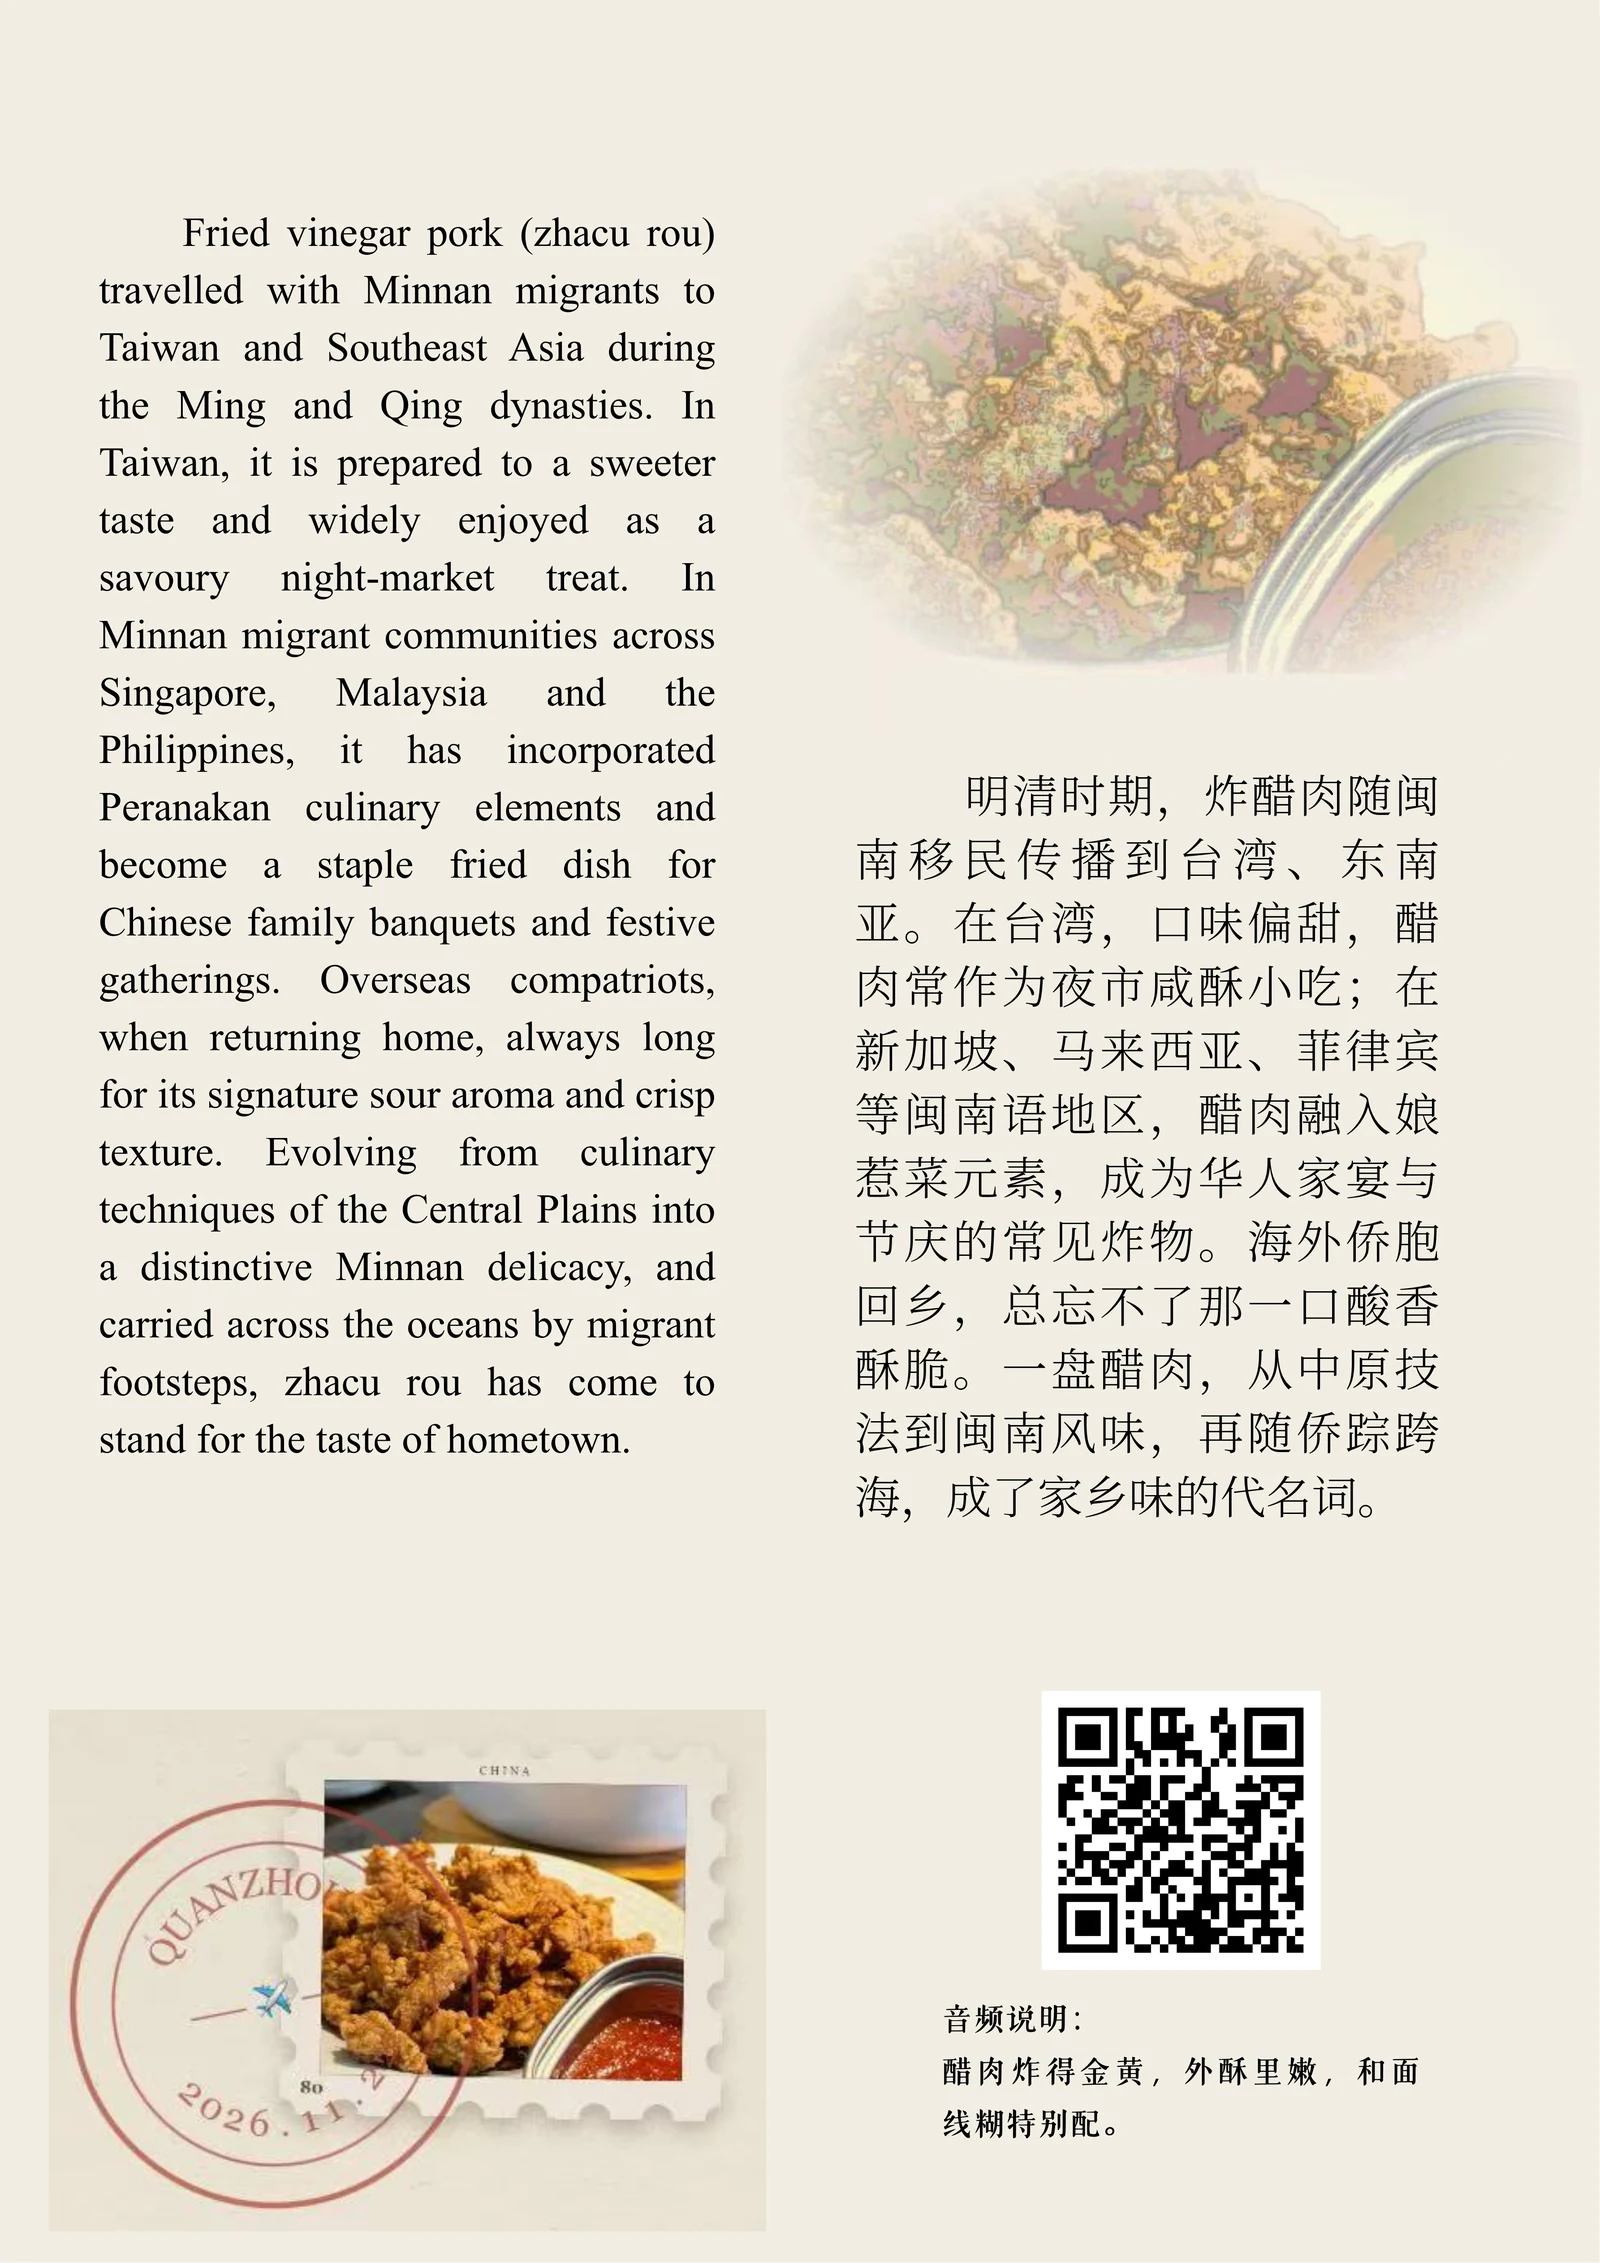 Fried vinegar pork (zhacu rou)
travelled with Minnan migrants to
Taiwan and Southeast Asia during
the Ming and Qing dynasties. In
Taiwan, it is prepared to a sweeter
taste and widely enjoyed as a
savoury night-market treat. In
Minnan migrant communities across
Singapore, Malaysia and the
Philippines, it has incorporated
Peranakan culinary elements and
become a staple fried dish for
Chinese family banquets and festive
gatherings. Overseas compatriots,
when returning home, always long
for its signature sour aroma and crisp
texture. Evolving from culinary
techniques of the Central Plains into
a distinctive Minnan delicacy, and
carried across the oceans by migrant
footsteps, zhacu rou has come to
stand for the taste of hometown.
明清时期，炸醋肉随闽
南移民传播到台湾、东南
亚。在台湾，口味偏甜，醋
肉常作为夜市咸酥小吃；在
新加坡、马来西亚、菲律宾
等闽南语地区，醋肉融入娘
惹菜元素，成为华人家宴与
节庆的常见炸物。海外侨胞
回乡，总忘不了那一口酸香
酥脆。一盘醋肉，从中原技
法到闽南风味，再随侨踪跨
海，成了家乡味的代名词。
CHINA
QUANZHOU
80
2026.11.2
音频说明：
醋肉炸得金黄，外酥里嫩，和面
线糊特别配。